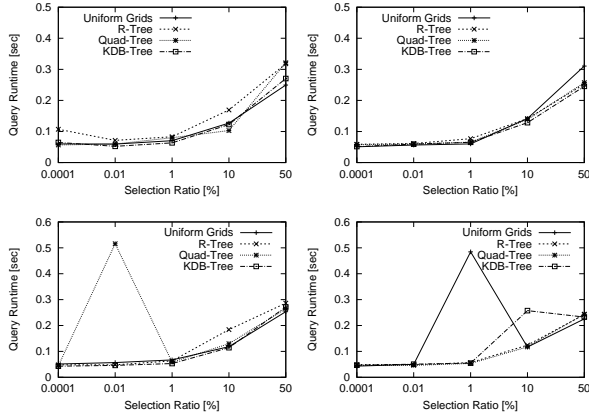 0.5
0.4
0.3
0.2
0.1
0
Query Runtime [sec]
Uniform Grids
R-Tree
Quad-Tree
KDB-Tree
0.0001 0.01 1 10 50
Selection Ratio [%]
0.5
0.4
0.3
0.2
0.1
0
Query Runtime [sec]
Uniform Grids
R-Tree
Quad-Tree
KDB-Tree
0.0001 0.01 1 10 50
Selection Ratio [%]
0.6
0.5
0.4
0.3
0.2
0.1
0
Query Runtime [sec]
Uniform Grids
R-Tree
Quad-Tree
KDB-Tree
0.0001 0.01 1 10 50
Selection Ratio [%]
0.6
0.5
0.4
0.3
0.2
0.1
0
Query Runtime [sec]
Uniform Grids
R-Tree
Quad-Tree
KDB-Tree
0.0001 0.01 1 10 50
Selection Ratio [%]